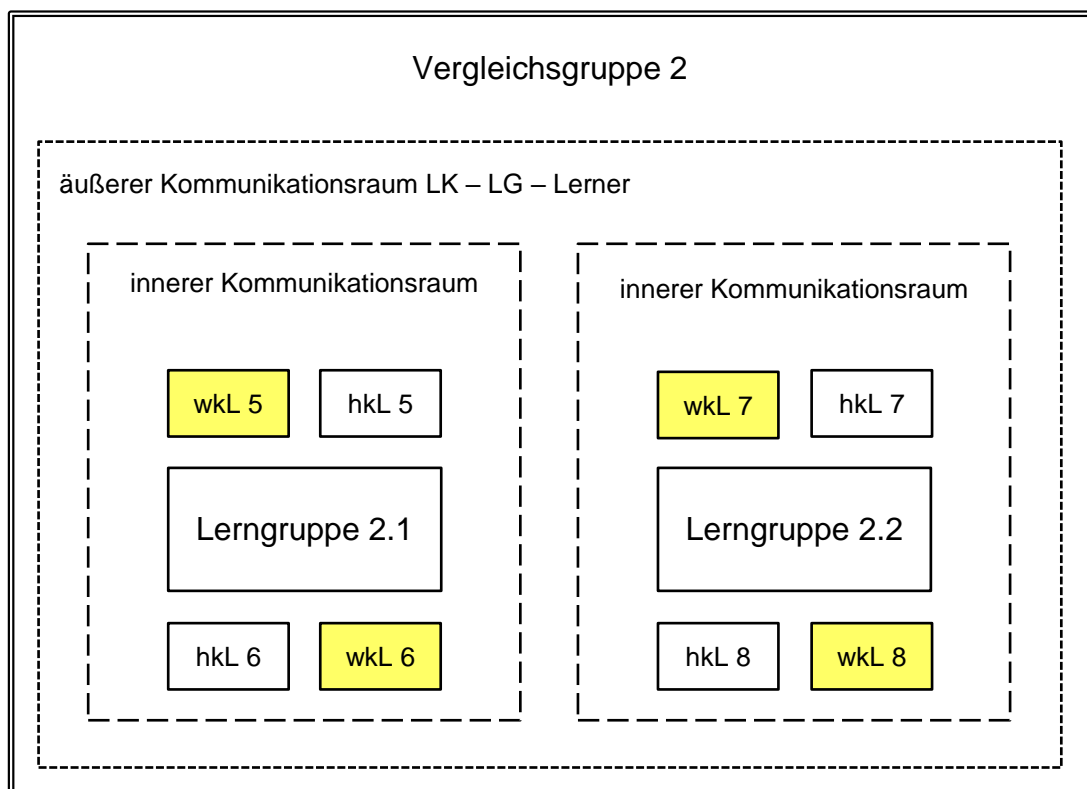 Vergleichsgruppe 2
äußerer Kommunikationsraum LK – LG – Lerner
innerer Kommunikationsraum
wkL 5
hkL 5
Lerngruppe 2.1
hkL 6
wkL 6
innerer Kommunikationsraum
wkL 7
hkL 7
Lerngruppe 2.2
hkL 8
wkL 8